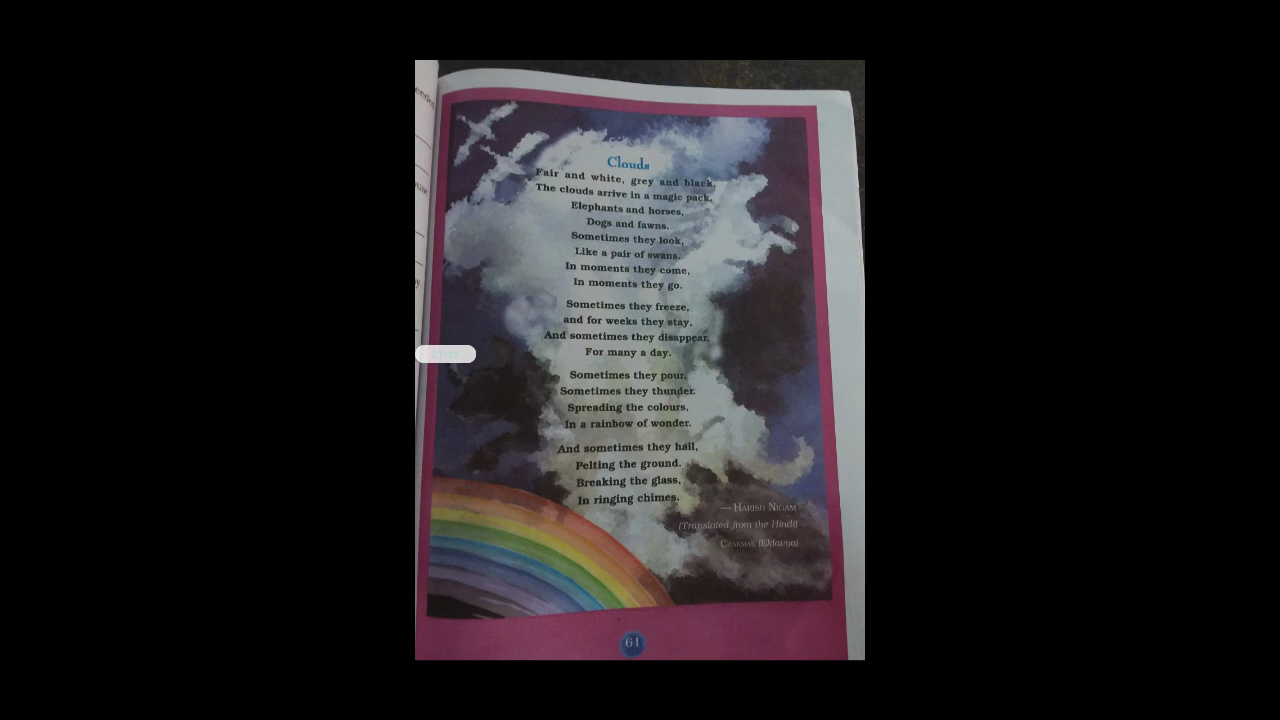 Clouds
Fair and white, grey and black,
The clouds arrive in a magic pack,
Elephants and horses,
Dogs and fawns.
Sometimes they look,
Like a pair of swans.
In moments they come,
In moments they go.
Sometimes they freeze,
and for weeks they stay,
And sometimes they disappear,
For many a day.
Sometimes they pour,
Sometimes they thunder.
Spreading the colours,
In a rainbow of wonder.
And sometimes they hail,
Pelting the ground.
Breaking the glass,
In ringing chimes.
— HARISH NIGAM
(Translated from the Hindi)
CHAKMAK (Eklavya)
61